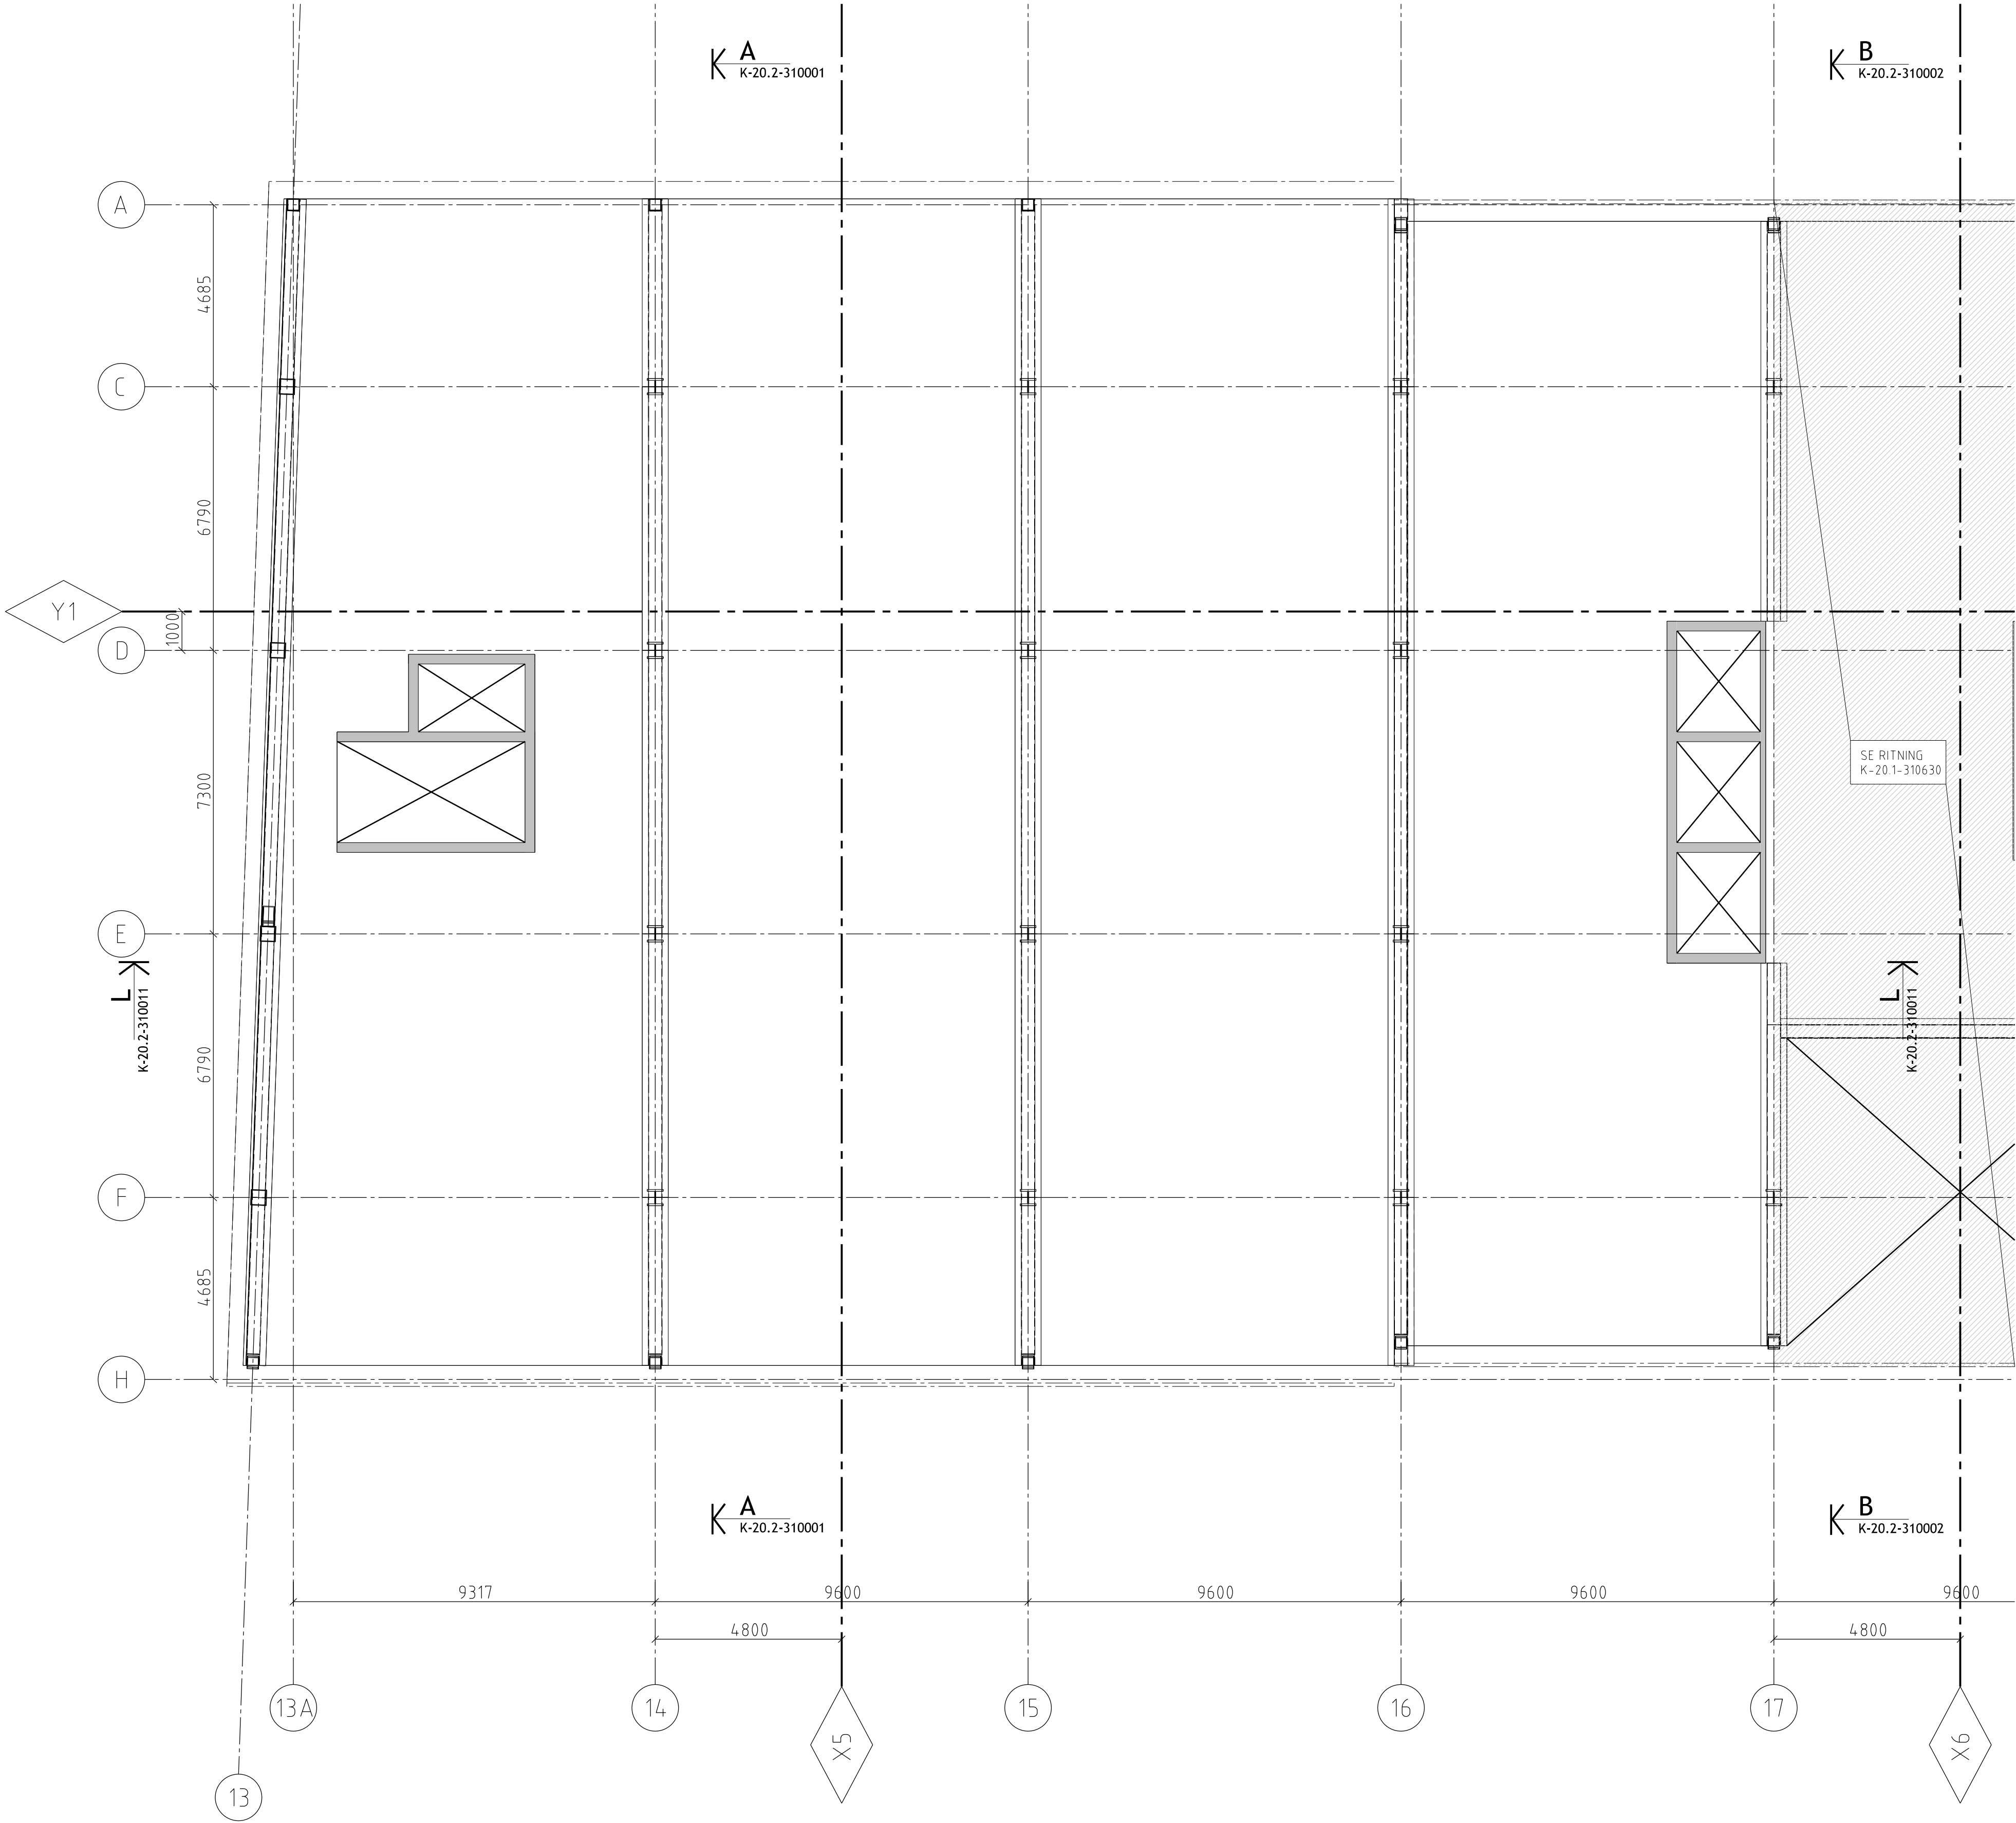 A
K-20.2-310001
B
K-20.2-310002
A
4685
C
6790
Y1
1000
D
SE RITNING
K-20.1-310630
7300
E
L
K-20.2-310011
L
K-20.2-310011
6790
F
4685
H
A
K-20.2-310001
B
K-20.2-310002
9317
9600
9600
9600
9600
4800
4800
13A
14
15
16
17
X5
X6
13